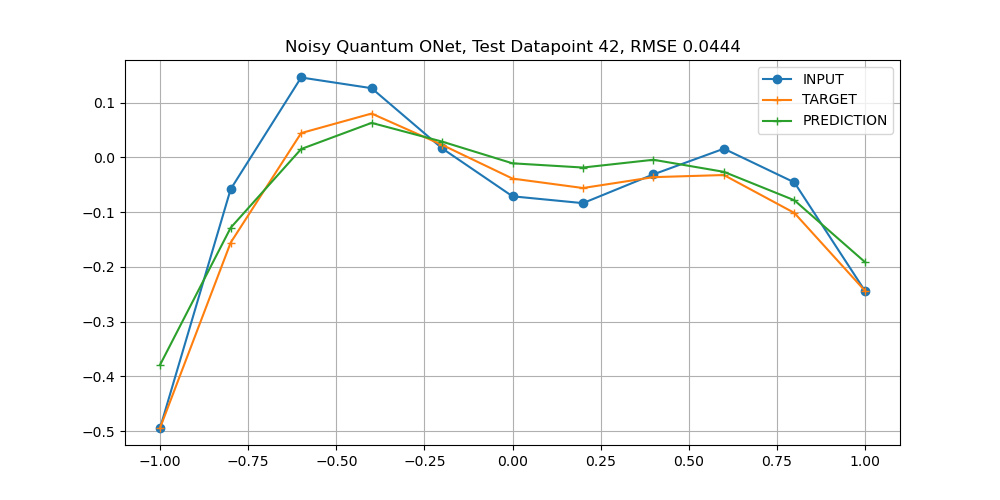 Noisy Quantum ONet, Test Datapoint 42, RMSE 0.0444
INPUT
TARGET
PREDICTION
0.1
0.0
−0.1
−0.2
−0.3
−0.4
−0.5
−1.00 −0.75 −0.50 −0.25 0.00 0.25 0.50 0.75 1.00